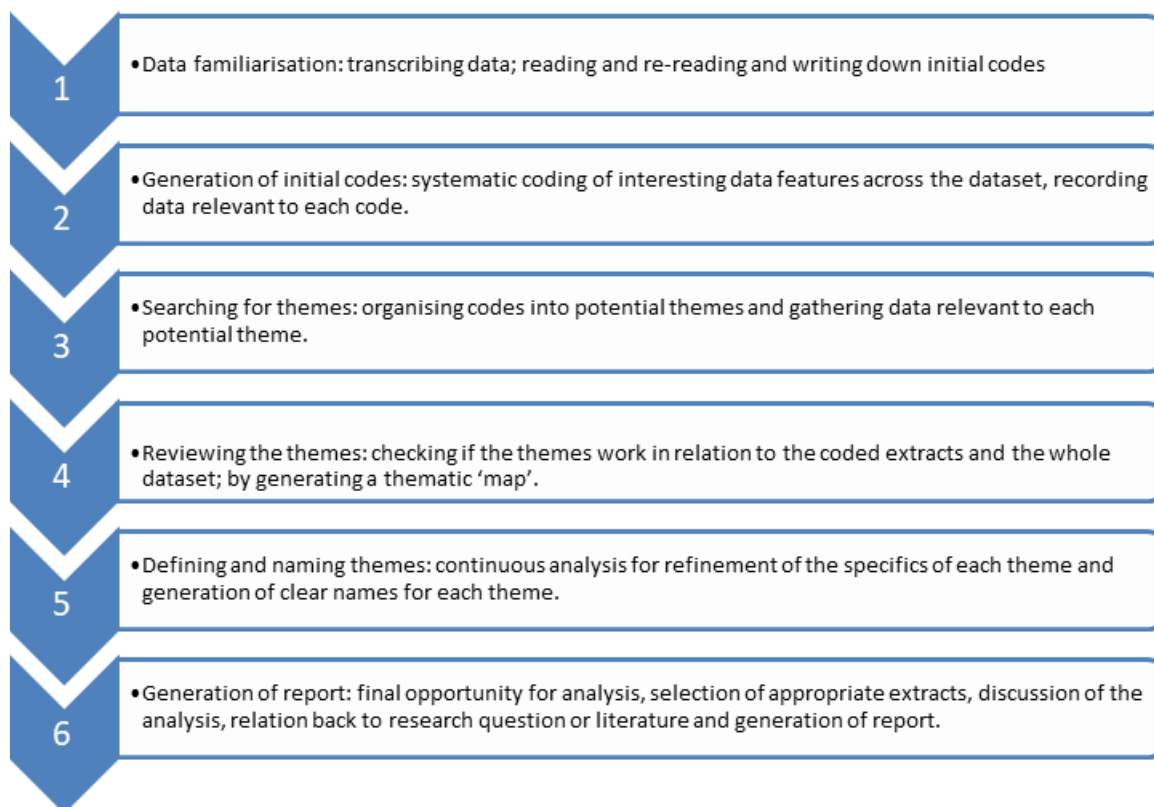 1
•Data familiarisation: transcribing data; reading and re-reading and writing down initial codes
2
•Generation of initial codes: systematic coding of interesting data features across the dataset, recording
data relevant to each code.
3
•Searching for themes: organising codes into potential themes and gathering data relevant to each
potential theme.
4
•Reviewing the themes: checking if the themes work in relation to the coded extracts and the whole
dataset; by generating a thematic ‘map’.
5
•Defining and naming themes: continuous analysis for refinement of the specifics of each theme and
generation of clear names for each theme.
6
•Generation of report: final opportunity for analysis, selection of appropriate extracts, discussion of the
analysis, relation back to research question or literature and generation of report.